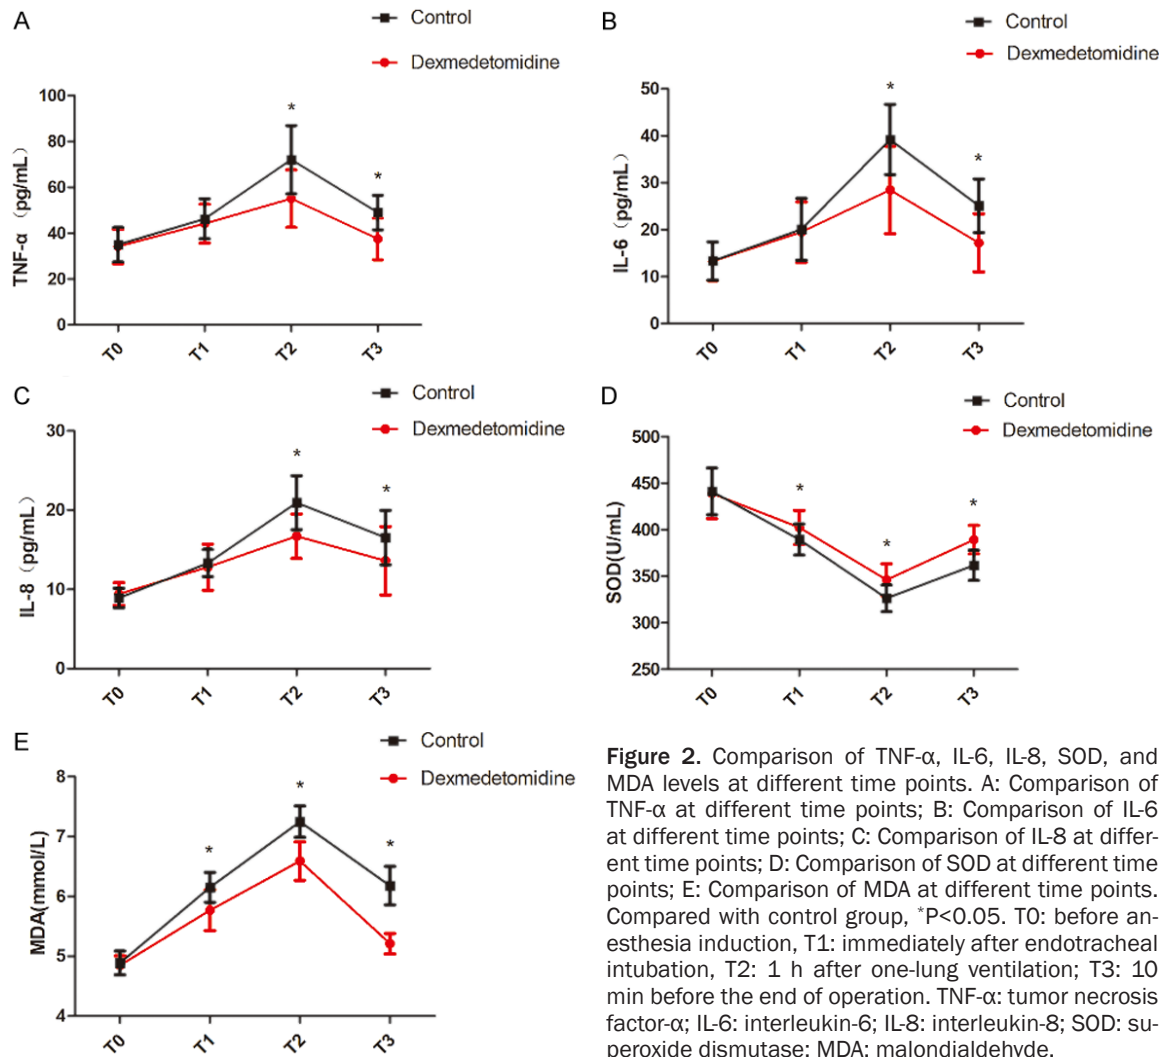 A
Control
Dexmedetomidine
TNF-α (pg/mL)
100
80
60
40
20
0
T0 T1 T2 T3
*
*
B
Control
Dexmedetomidine
IL-6 (pg/mL)
50
40
30
20
10
0
T0 T1 T2 T3
*
*
C
Control
Dexmedetomidine
IL-8 (pg/mL)
30
20
10
0
T0 T1 T2 T3
*
*
D
Control
Dexmedetomidine
SOD(U/mL)
500
450
400
350
300
250
T0 T1 T2 T3
*
*
*
E
Control
Dexmedetomidine
MDA(mmol/L)
8
7
6
5
4
T0 T1 T2 T3
*
*
*
Figure 2. Comparison of TNF-α, IL-6, IL-8, SOD, and
MDA levels at different time points. A: Comparison of
TNF-α at different time points; B: Comparison of IL-6
at different time points; C: Comparison of IL-8 at differ-
ent time points; D: Comparison of SOD at different time
points; E: Comparison of MDA at different time points.
Compared with control group, *P<0.05. T0: before an-
esthesia induction, T1: immediately after endotracheal
intubation, T2: 1 h after one-lung ventilation; T3: 10
min before the end of operation. TNF-α: tumor necrosis
factor-α; IL-6: interleukin-6; IL-8: interleukin-8; SOD: su-
peroxide dismutase; MDA: malondialdehyde.